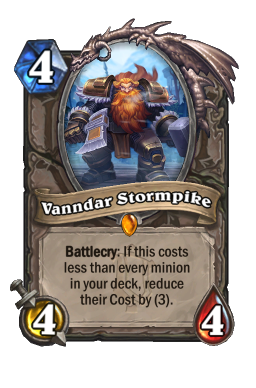 4
Vanndar Stormpike
Battlecry: If this costs
less than every minion
in your deck, reduce
their Cost by (3).
4
4